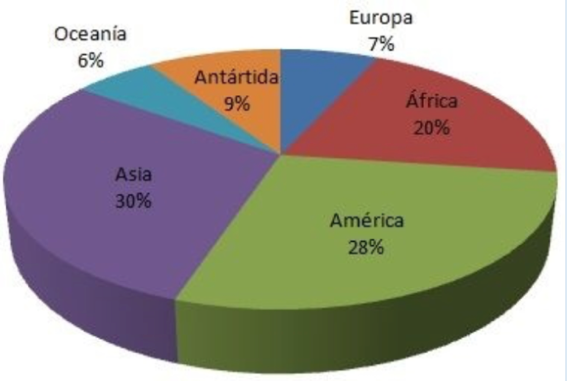 Europa
7%
Oceanía
6%
Antártida
9%
África
20%
Asia
30%
América
28%